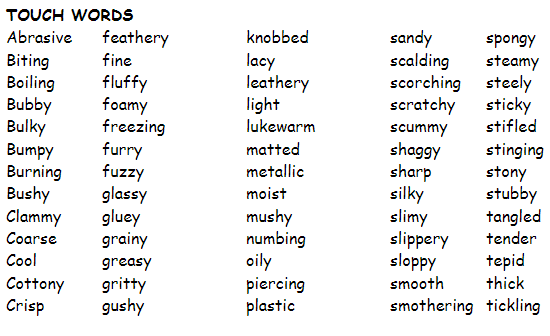 TOUCH WORDS
Abrasive feathery knobbed sandy spongy
Biting fine lacy scalding steamy
Boiling fluffy leathery scorching steely
Bubby foamy light scratchy sticky
Bulky freezing lukewarm scummy stifled
Bumpy furry matted shaggy stinging
Burning fuzzy metallic sharp stony
Bushy glassy moist silky stubby
Clammy gluey mushy slimy tangled
Coarse grainy numbing slippery tender
Cool greasy oily sloppy tepid
Cottony gritty piercing smooth thick
Crisp gushy plastic smothering tickling